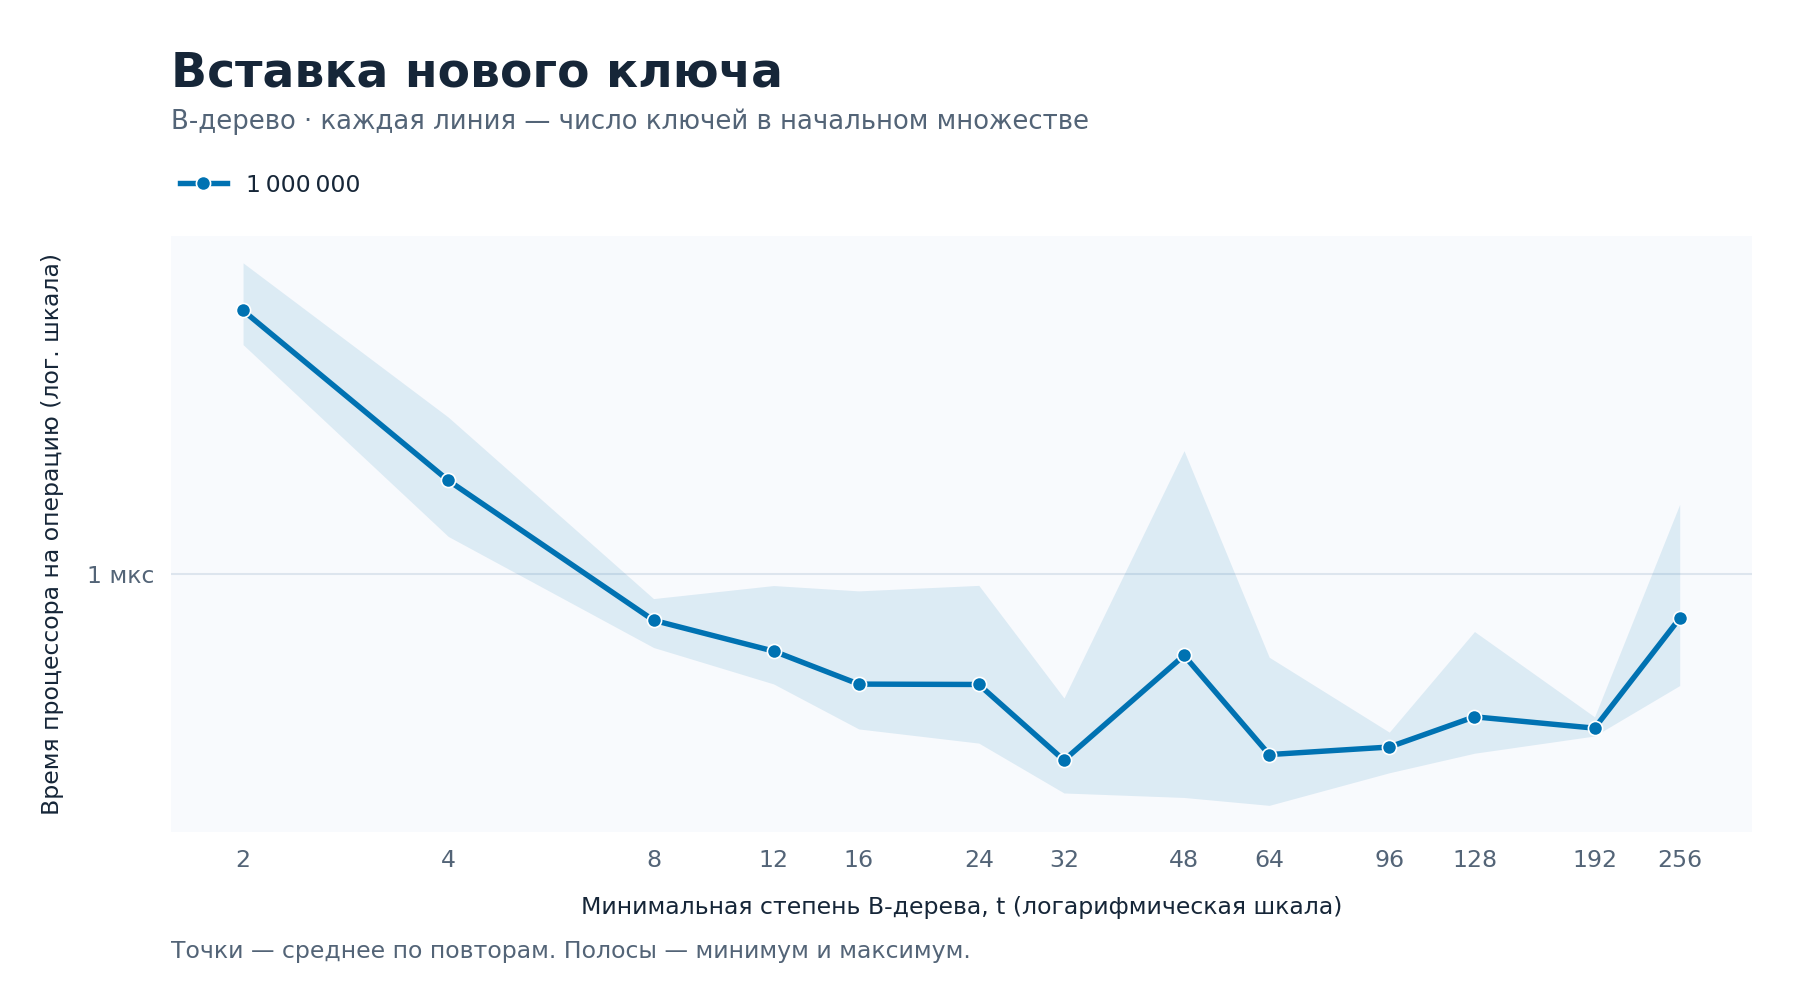 Вставка нового ключа
B-дерево · каждая линия — число ключей в начальном множестве
1 000 000
Время процессора на операцию (лог. шкала)
1 мкс
2 4 8 12 16 24 32 48 64 96 128 192 256
Минимальная степень B-дерева, t (логарифмическая шкала)
Точки — среднее по повторам. Полосы — минимум и максимум.